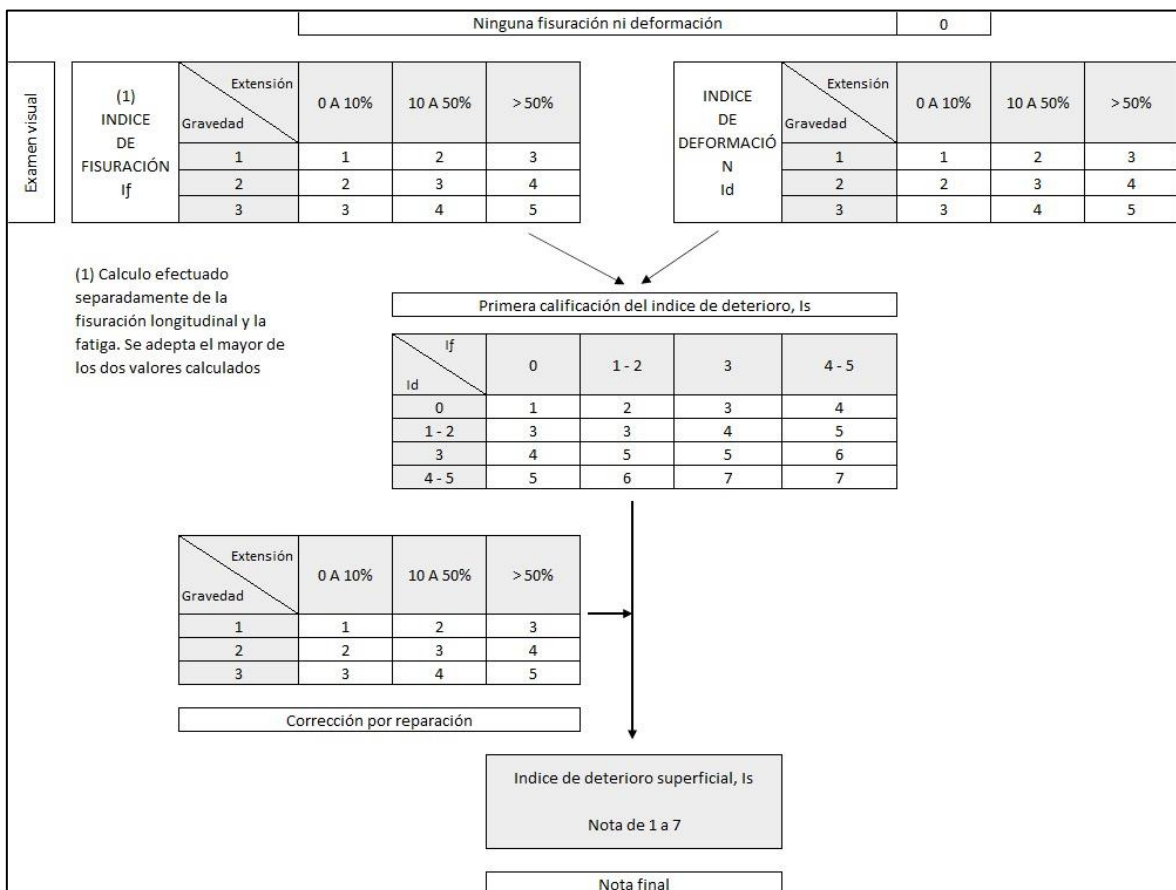 Ninguna fisuración ni deformación 0
Examen visual
(1)
INDICE
DE
FISURACIÓN
If
Extensión
Gravedad
0 A 10% 10 A 50% > 50%
1 1 2 3
2 2 3 4
3 3 4 5
INDICE
DE
DEFORMACIÓ
N
Id
Extensión
Gravedad
0 A 10% 10 A 50% > 50%
1 1 2 3
2 2 3 4
3 3 4 5
(1) Calculo efectuado
separadamente de la
fisuración longitudinal y la
fatiga. Se adepta el mayor de
los dos valores calculados
Primera calificación del indice de deterioro, Is
If
Id
0 1 - 2 3 4 - 5
0 1 2 3 4
1 - 2 3 3 4 5
3 4 5 5 6
4 - 5 5 6 7 7
Extensión
Gravedad
0 A 10% 10 A 50% > 50%
1 1 2 3
2 2 3 4
3 3 4 5
Corrección por reparación
Indice de deterioro superficial, Is
Nota de 1 a 7
Nota final